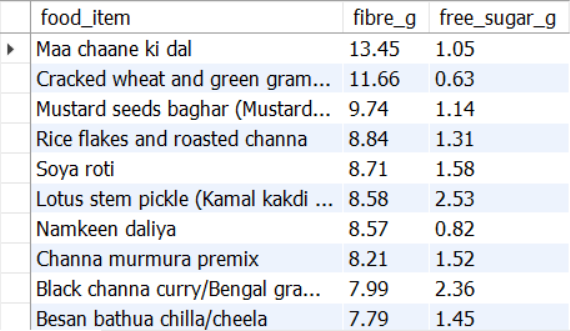 food_item fibre_g free_sugar_g
Maa chaane ki dal 13.45 1.05
Cracked wheat and green gram... 11.66 0.63
Mustard seeds baghar (Mustard... 9.74 1.14
Rice flakes and roasted channa 8.84 1.31
Soya roti 8.71 1.58
Lotus stem pickle (Kamal kakdi ... 8.58 2.53
Namkeen daliya 8.57 0.82
Channa murmura premix 8.21 1.52
Black channa curry/Bengal gra... 7.99 2.36
Besan bathua chilla/cheela 7.79 1.45